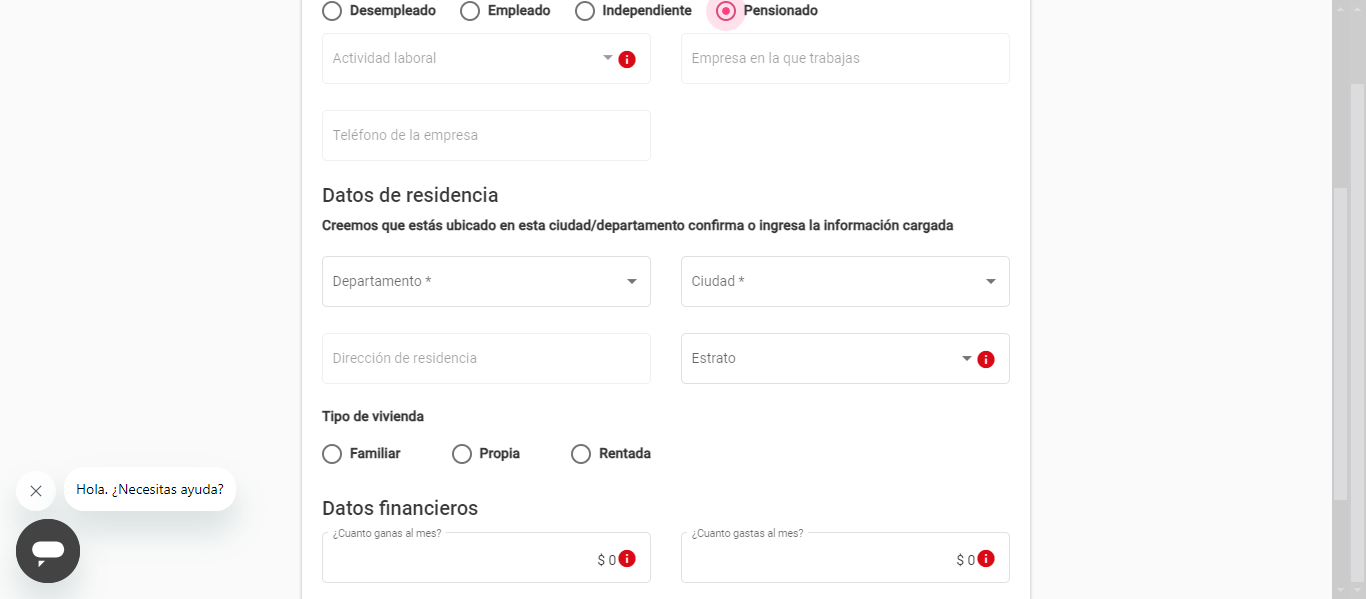 Desempleado Empleado Independiente Pensionado
Actividad laboral Empresa en la que trabajas
Teléfono de la empresa
Datos de residencia
Creemos que estás ubicado en esta ciudad/departamento confirma o ingresa la información cargada
Departamento * Ciudad *
Dirección de residencia Estrato
Tipo de vivienda
Familiar Propia Rentada
Hola. ¿Necesitas ayuda?
Datos financieros
¿Cuanto ganas al mes? ¿Cuanto gastas al mes?
$ 0 $ 0